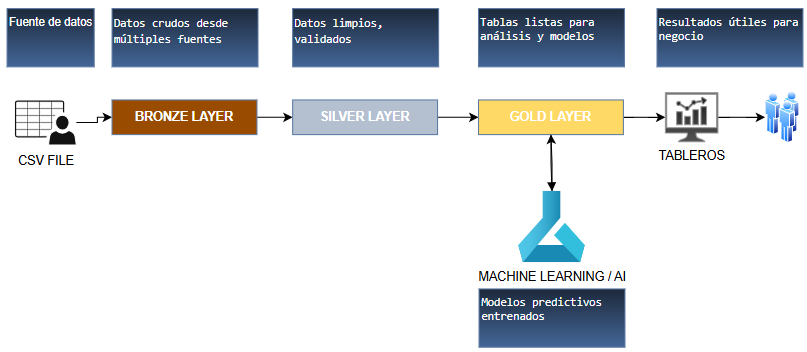 Fuente de datos
Datos crudos desde
múltiples fuentes
Datos limpios,
validados
Tablas listas para
análisis y modelos
Resultados útiles para
negocio
BRONZE LAYER
SILVER LAYER
GOLD LAYER
CSV FILE
TABLEROS
MACHINE LEARNING / AI
Modelos predictivos
entrenados